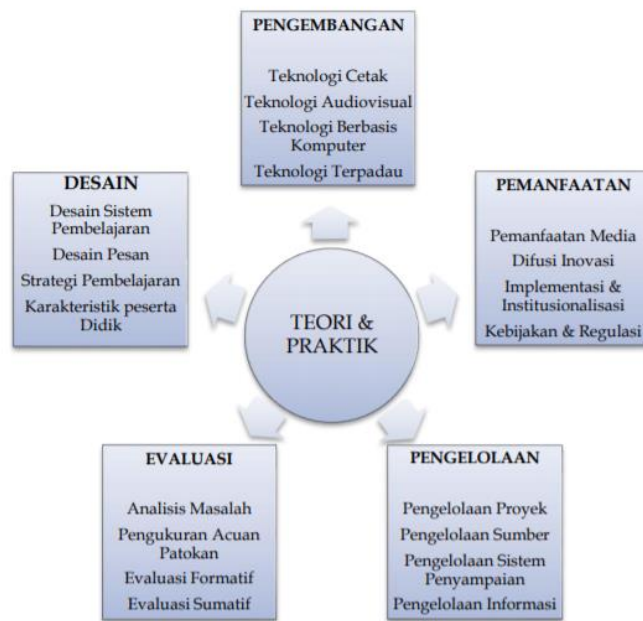 PENGEMBANGAN
Teknologi Cetak
Teknologi Audiovisual
Teknologi Berbasis
Komputer
Teknologi Terpadau
DESAIN
Desain Sistem
Pembelajaran
Desain Pesan
Strategi Pembelajaran
Karakteristik peserta
Didik
PEMANFAATAN
Pemanfaatan Media
Difusi Inovasi
Implementasi &
Institusionalisasi
Kebijakan & Regulasi
TEORI &
PRAKTIK
EVALUASI
Analisis Masalah
Pengukuran Acuan
Patokan
Evaluasi Formatif
Evaluasi Sumatif
PENGELOLAAN
Pengelolaan Proyek
Pengelolaan Sumber
Pengelolaan Sistem
Penyampaian
Pengelolaan Informasi